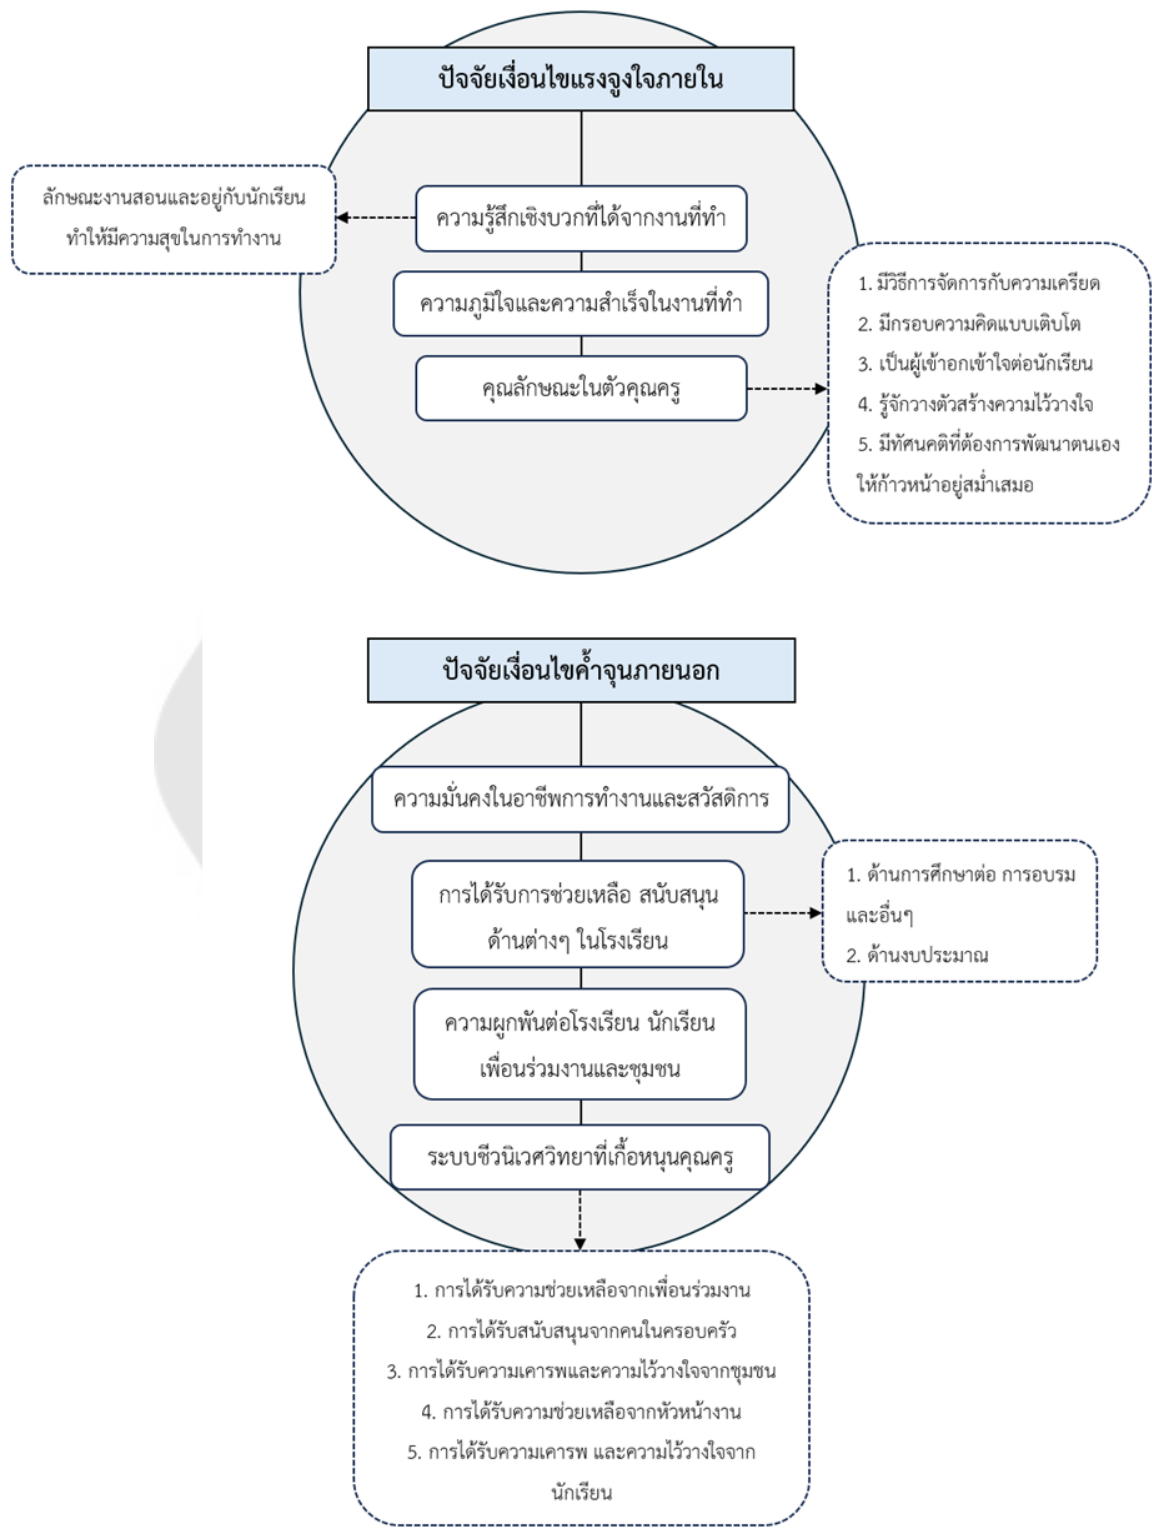 ปัจจัยเงื่อนไขแรงจูงใจภายใน
ลักษณะงานสอนและอยู่กับนักเรียน
ทำให้มีความสุขในการทำงาน
ความรู้สึกเชิงบวกที่ได้จากงานที่ทำ
ความภูมิใจและความสำเร็จในงานที่ทำ
คุณลักษณะในตัวคุณครู
1. มีวิธีการจัดการกับความเครียด
2. มีกรอบความคิดแบบเติบโต
3. เป็นผู้เข้าอกเข้าใจต่อนักเรียน
4. รู้จักวางตัวสร้างความไว้วางใจ
5. มีทัศนคติที่ต้องการพัฒนาตนเอง
ให้ก้าวหน้าอยู่สม่ำเสมอ
ปัจจัยเงื่อนไขค้ำจุนภายนอก
ความมั่นคงในอาชีพการทำงานและสวัสดิการ
การได้รับการช่วยเหลือ สนับสนุน
ด้านต่างๆ ในโรงเรียน
1. ด้านการศึกษาต่อ การอบรม
และอื่นๆ
2. ด้านงบประมาณ
ความผูกพันต่อโรงเรียน นักเรียน
เพื่อนร่วมงานและชุมชน
ระบบชีวนิเวศวิทยาที่เกื้อหนุนคุณครู
1. การได้รับความช่วยเหลือจากเพื่อนร่วมงาน
2. การได้รับสนับสนุนจากคนในครอบครัว
3. การได้รับความเคารพและความไว้วางใจจากชุมชน
4. การได้รับความช่วยเหลือจากหัวหน้างาน
5. การได้รับความเคารพ และความไว้วางใจจาก
นักเรียน